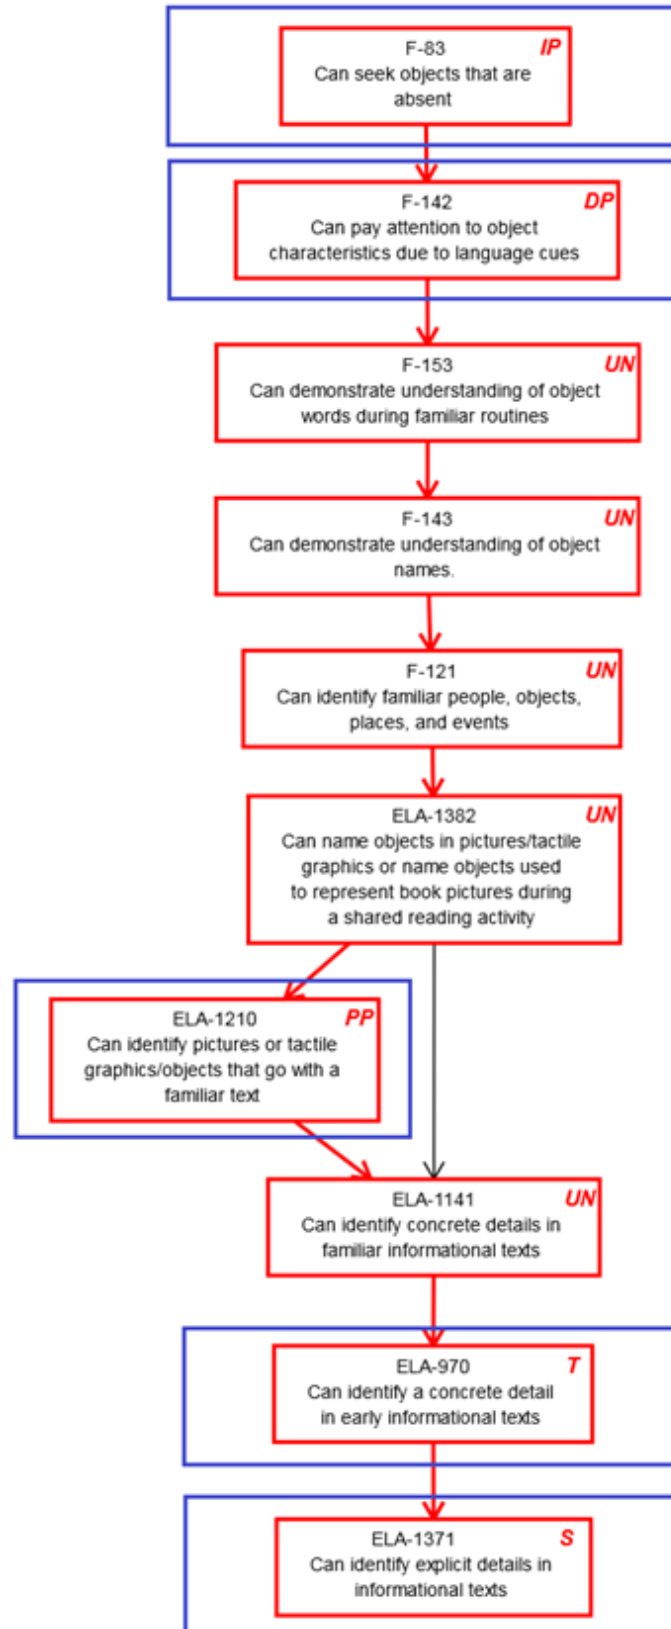 F-83 IP
Can seek objects that are
absent
F-142 DP
Can pay attention to object
characteristics due to language cues
F-153 UN
Can demonstrate understanding of object
words during familiar routines
F-143 UN
Can demonstrate understanding of object
names.
F-121 UN
Can identify familiar people, objects,
places, and events
ELA-1382 UN
Can name objects in pictures/tactile
graphics or name objects used
to represent book pictures during
a shared reading activity
ELA-1210 PP
Can identify pictures or tactile
graphics/objects that go with a
familiar text
ELA-1141 UN
Can identify concrete details in
familiar informational texts
ELA-970 T
Can identify a concrete detail
in early informational texts
ELA-1371 S
Can identify explicit details in
informational texts